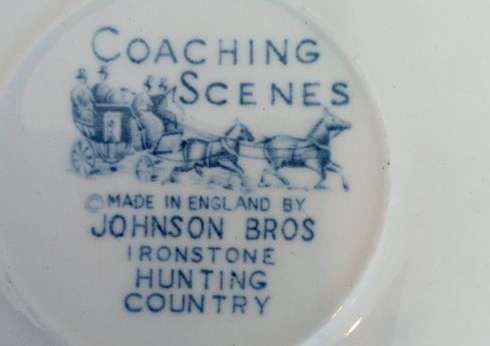 COACHING
SCENES
© MADE IN ENGLAND BY
JOHNSON BROS
IRONSTONE
HUNTING
COUNTRY